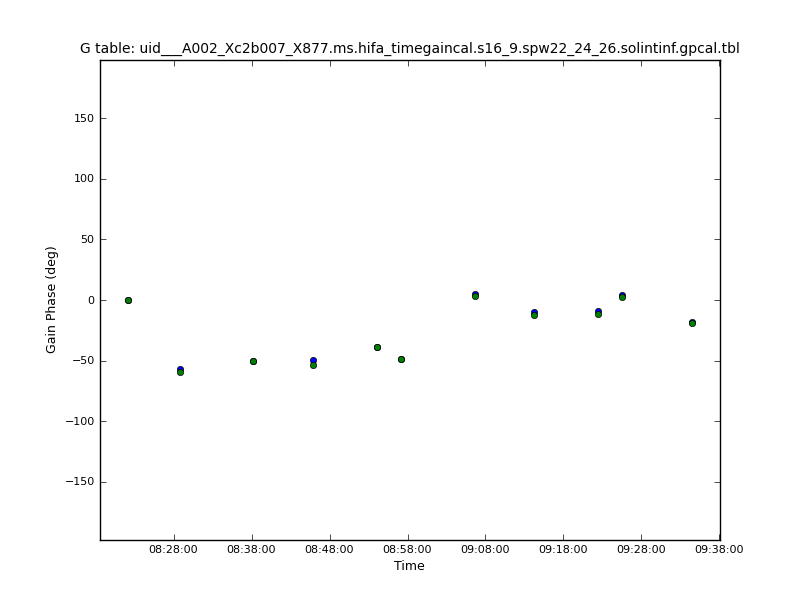 G table: uid___A002_Xc2b007_X877.ms.hifa_timegaincal.s16_9.spw22_24_26.solintinf.gpcal.tbl
150
100
50
0
−50
−100
−150
Gain Phase (deg)
08:28:00 08:38:00 08:48:00 08:58:00 09:08:00 09:18:00 09:28:00 09:38:00
Time